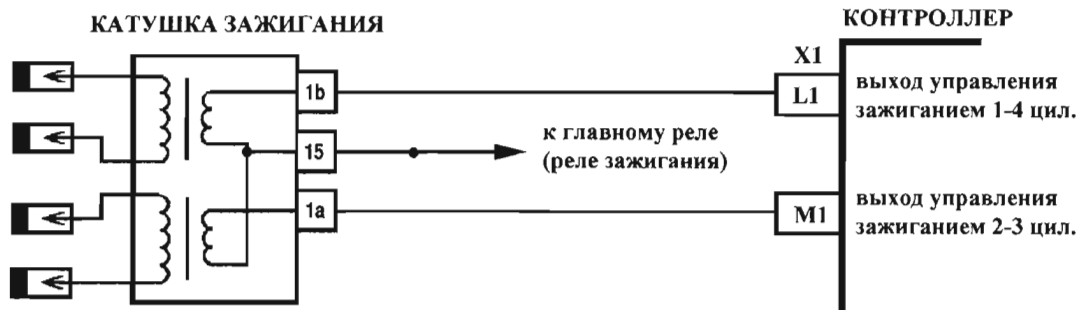 КАТУШКА ЗАЖИГАНИЯ
КОНТРОЛЛЕР
1b
15
1a
к главному реле
(реле зажигания)
X1
L1
выход управления
зажиганием 1-4 цил.
M1
выход управления
зажиганием 2-3 цил.